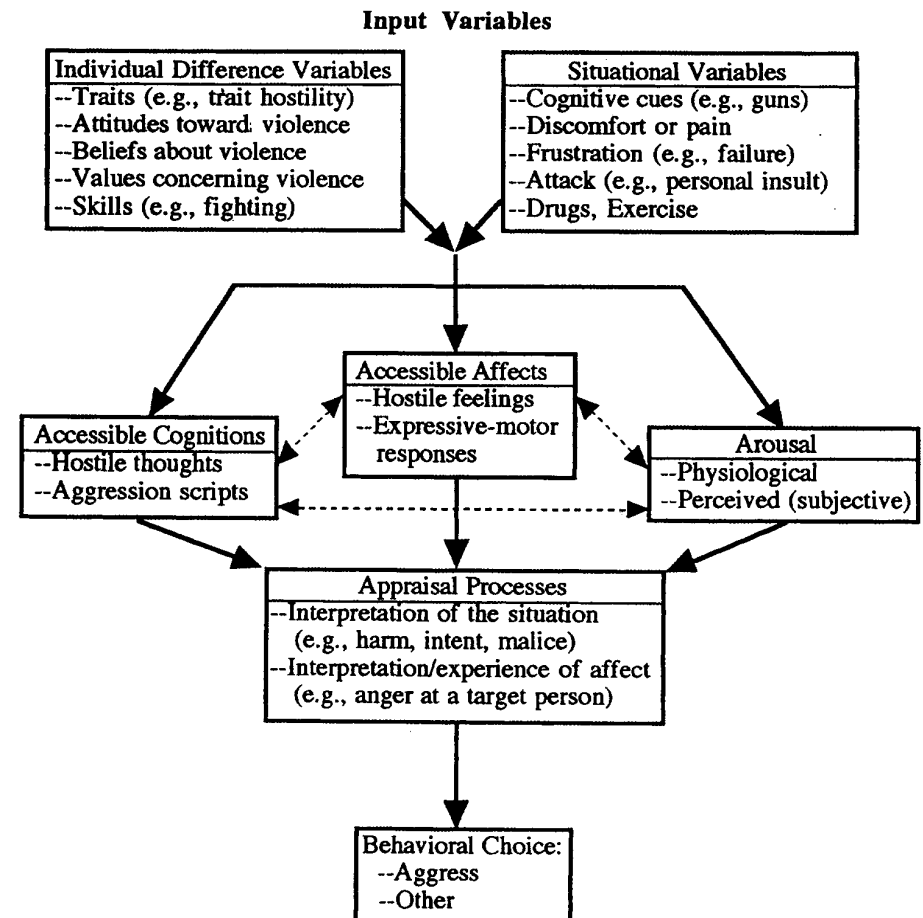 Input Variables
Individual Difference Variables
--Traits (e.g., trait hostility)
--Attitudes toward violence
--Beliefs about violence
--Values concerning violence
--Skills (e.g., fighting)
Situational Variables
--Cognitive cues (e.g., guns)
--Discomfort or pain
--Frustration (e.g., failure)
--Attack (e.g., personal insult)
--Drugs, Exercise
Accessible Affects
--Hostile feelings
--Expressive-motor
responses
Accessible Cognitions
--Hostile thoughts
--Aggression scripts
Arousal
--Physiological
--Perceived (subjective)
Appraisal Processes
--Interpretation of the situation
(e.g., harm, intent, malice)
--Interpretation/experience of affect
(e.g., anger at a target person)
Behavioral Choice:
--Aggress
--Other